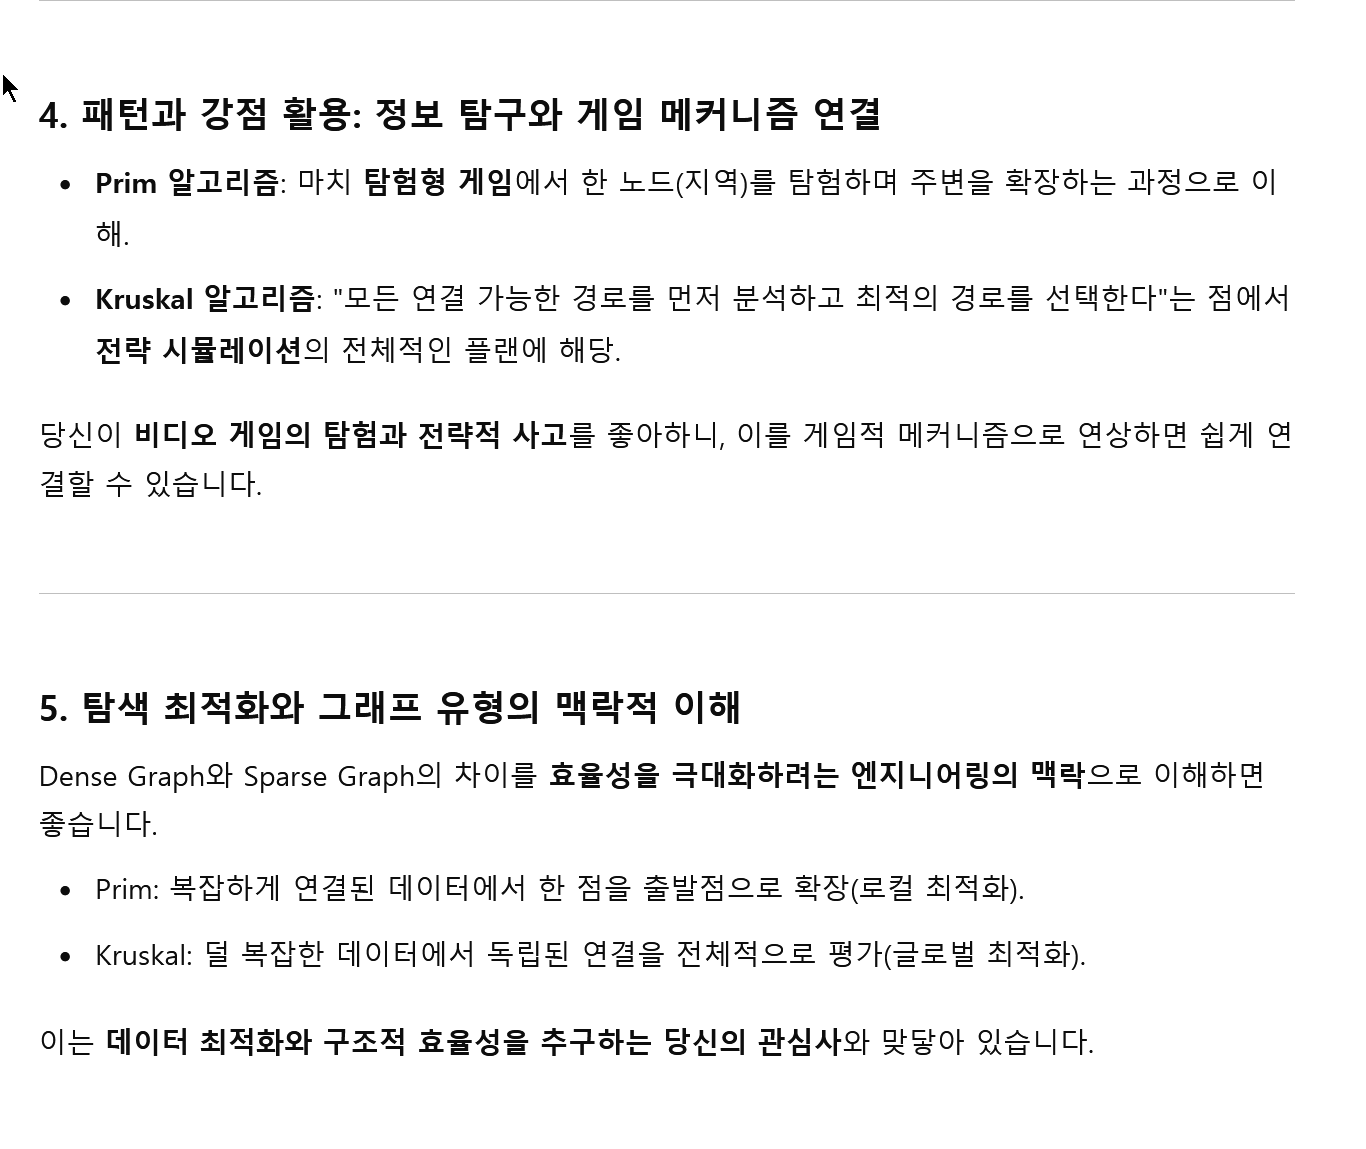 4. 패턴과 강점 활용: 정보 탐구와 게임 메커니즘 연결
• Prim 알고리즘: 마치 탐험형 게임에서 한 노드(지역)를 탐험하며 주변을 확장하는 과정으로 이
해.
• Kruskal 알고리즘: "모든 연결 가능한 경로를 먼저 분석하고 최적의 경로를 선택한다"는 점에서
전략 시뮬레이션의 전체적인 플랜에 해당.
당신이 비디오 게임의 탐험과 전략적 사고를 좋아하니, 이를 게임적 메커니즘으로 연상하면 쉽게 연
결할 수 있습니다.
5. 탐색 최적화와 그래프 유형의 맥락적 이해
Dense Graph와 Sparse Graph의 차이를 효율성을 극대화하려는 엔지니어링의 맥락으로 이해하면
좋습니다.
• Prim: 복잡하게 연결된 데이터에서 한 점을 출발점으로 확장(로컬 최적화).
• Kruskal: 덜 복잡한 데이터에서 독립된 연결을 전체적으로 평가(글로벌 최적화).
이는 데이터 최적화와 구조적 효율성을 추구하는 당신의 관심사와 맞닿아 있습니다.